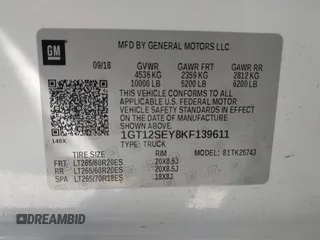 GM
MFD BY GENERAL MOTORS LLC
09/18
GVWR GAWR FRT GAWR RR
4536 KG 2359 KG 2812 KG
10000 LB 5200 LB 6200 LB
THIS VEHICLE CONFORMS TO ALL
APPLICABLE U.S. FEDERAL MOTOR
VEHICLE SAFETY STANDARDS IN EFFECT
ON THE DATE OF MANUFACTURE SHOWN
ABOVE.
1GT12SEY8KF139611
TYPE: TRUCK
140X
MODEL: 81TK25743
TIRE SIZE RIM
FRT LT265/60R20ES 20X8.5J
RR LT265/60R20ES 20X8.5J
SPA LT265/70R18ES 18X8J
DREAMBID